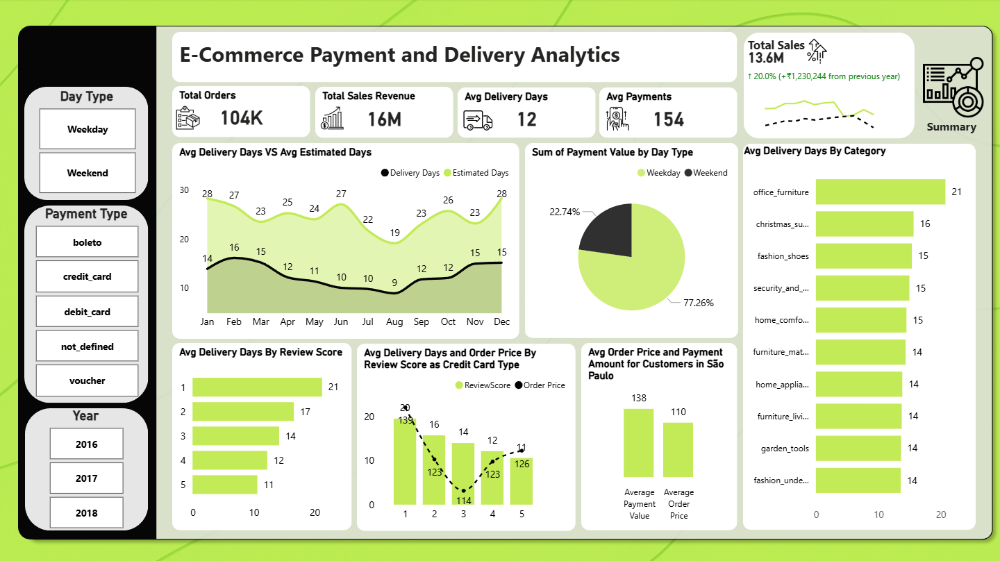 E-Commerce Payment and Delivery Analytics
Total Sales
13.6M
↑ 20.0% (+₹1,230,244 from previous year)
Summary
Day Type
Weekday
Weekend
Payment Type
boleto
credit_card
debit_card
not_defined
voucher
Year
2016
2017
2018
Total Orders
104K
Total Sales Revenue
16M
Avg Delivery Days
12
Avg Payments
154
Avg Delivery Days VS Avg Estimated Days
Delivery Days Estimated Days
30
20
10
28 27 23 25 24 27 22 19 23 26 23 28
14 16 15 12 11 10 10 9 12 12 15 15
Jan Feb Mar Apr May Jun Jul Aug Sep Oct Nov Dec
Sum of Payment Value by Day Type
Weekday Weekend
22.74%
77.26%
Avg Delivery Days By Category
office_furniture 21
christmas_su... 16
fashion_shoes 15
security_and_... 15
home_comfo... 15
furniture_mat... 14
home_applia... 14
furniture_livi... 14
garden_tools 14
fashion_unde... 14
0 10 20
Avg Delivery Days By Review Score
1 21
2 17
3 14
4 12
5 11
0 10 20
Avg Delivery Days and Order Price By
Review Score as Credit Card Type
ReviewScore Order Price
20
10
0
20 16 14 12 11
139 123 114 123 126
1 2 3 4 5
Avg Order Price and Payment
Amount for Customers in São
Paulo
138 110
Average
Payment
Value
Average
Order
Price